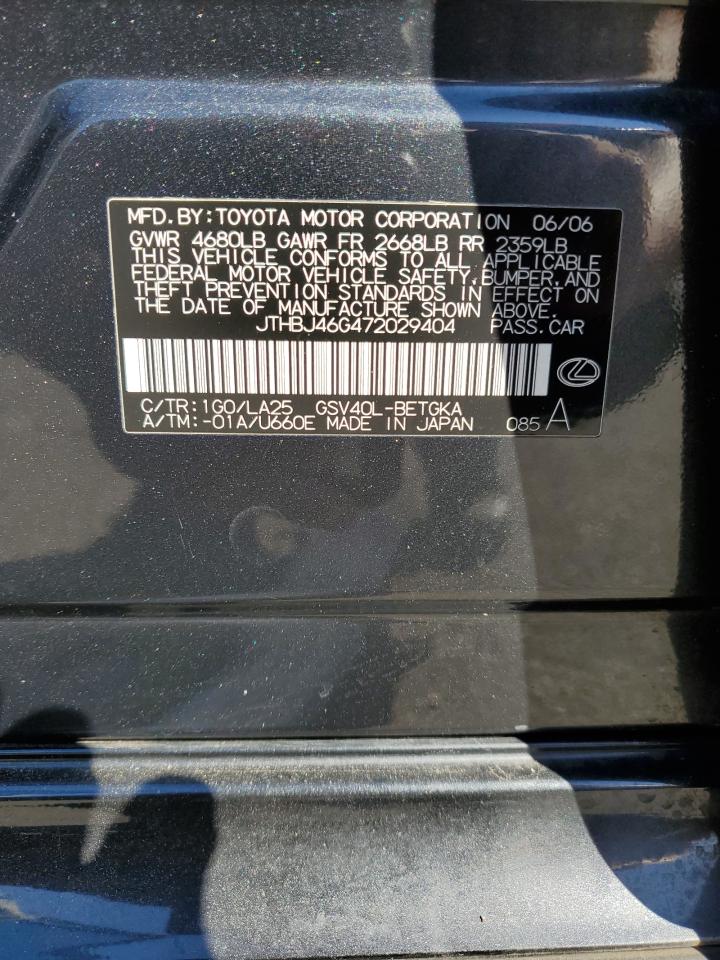 MFD.BY:TOYOTA MOTOR CORPORATION 06/06
GVWR 4680LB GAWR FR 2668LB RR 2359LB
THIS VEHICLE CONFORMS TO ALL APPLICABLE
FEDERAL MOTOR VEHICLE SAFETY,BUMPER,AND
THEFT PREVENTION STANDARDS IN EFFECT ON
THE DATE OF MANUFACTURE SHOWN ABOVE.
JTHBJ46G472029404 PASS.CAR
C/TR:1G0/LA25 GSV40L-BETGKA
A/TM:-01A/U660E MADE IN JAPAN 085 A